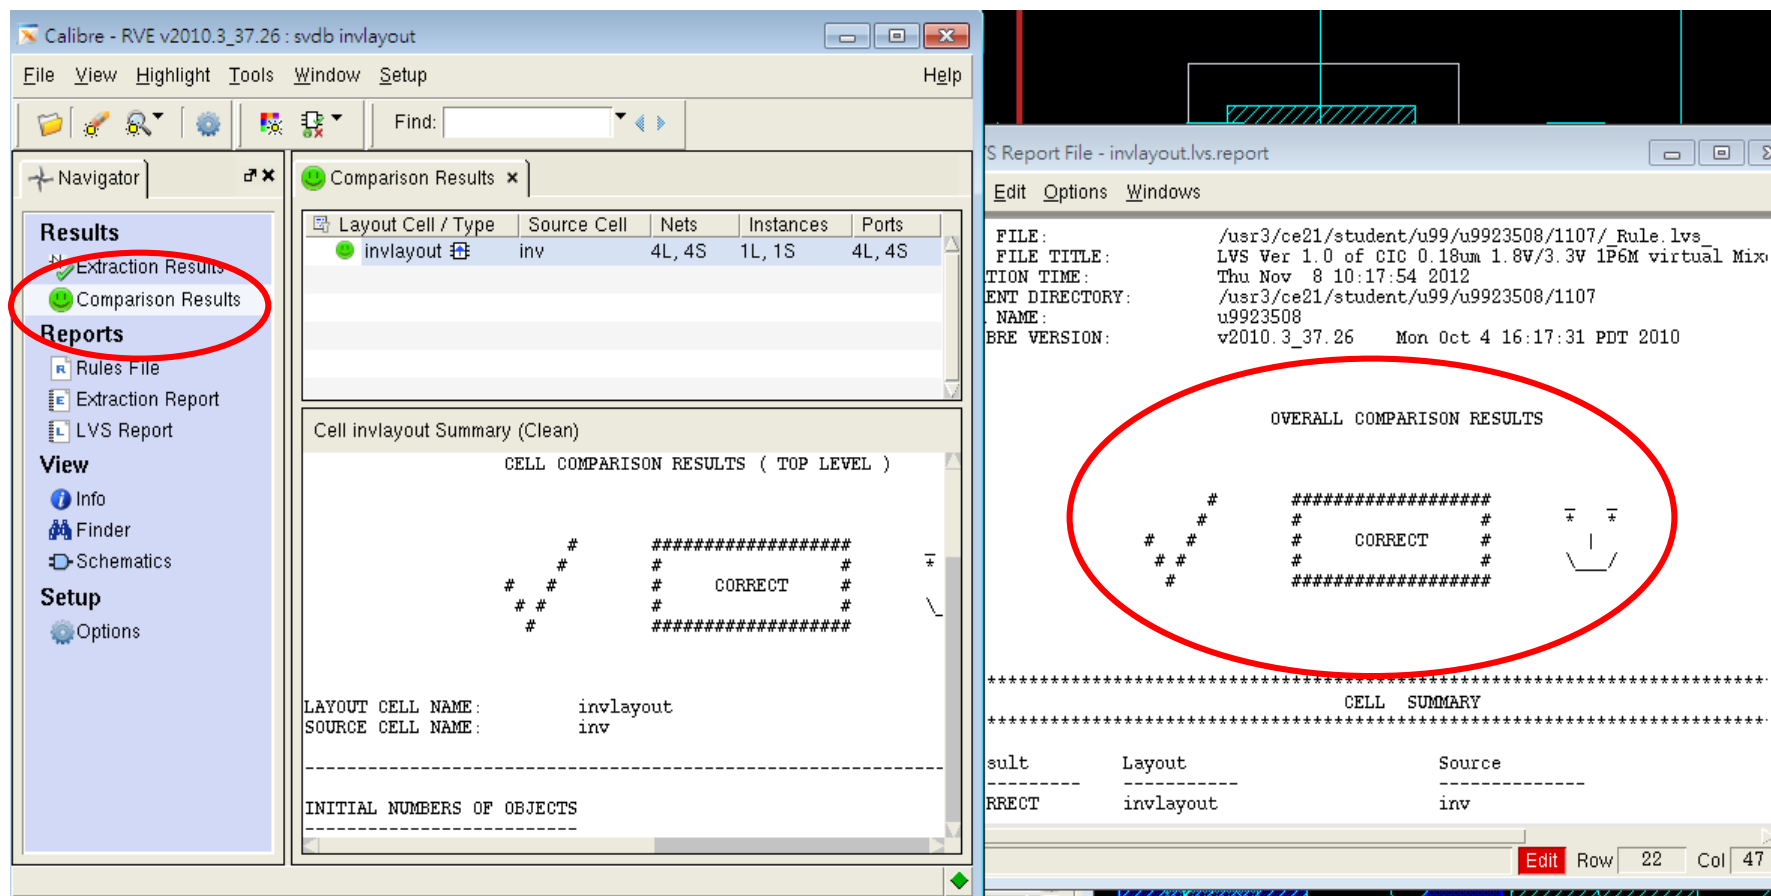 Calibre - RVE v2010.3_37.26 : svdb invlayout
File View Highlight Tools Window Setup Help
Find:
Navigator
Results
Extraction Results
Comparison Results
Reports
Rules File
Extraction Report
LVS Report
View
Info
Finder
Schematics
Setup
Options
Comparison Results
Layout Cell / Type Source Cell Nets Instances Ports
invlayout inv 4L, 4S 1L, 1S 4L, 4S
Cell invlayout Summary (Clean)
CELL COMPARISON RESULTS ( TOP LEVEL )
CORRECT
LAYOUT CELL NAME: invlayout
SOURCE CELL NAME: inv
INITIAL NUMBERS OF OBJECTS
'S Report File - invlayout.lvs.report
Edit Options Windows
FILE: /usr3/ce21/student/u99/u9923508/1107/_Rule.lvs_
FILE TITLE: LVS Ver 1.0 of CIC 0.18um 1.8V/3.3V 1P6M virtual Mix
TION TIME: Thu Nov 8 10:17:54 2012
ENT DIRECTORY: /usr3/ce21/student/u99/u9923508/1107
NAME: u9923508
BRE VERSION: v2010.3_37.26 Mon Oct 4 16:17:31 PDT 2010
OVERALL COMPARISON RESULTS
CORRECT
CELL SUMMARY
sult Layout Source
RRECT invlayout inv
Edit Row 22 Col 47